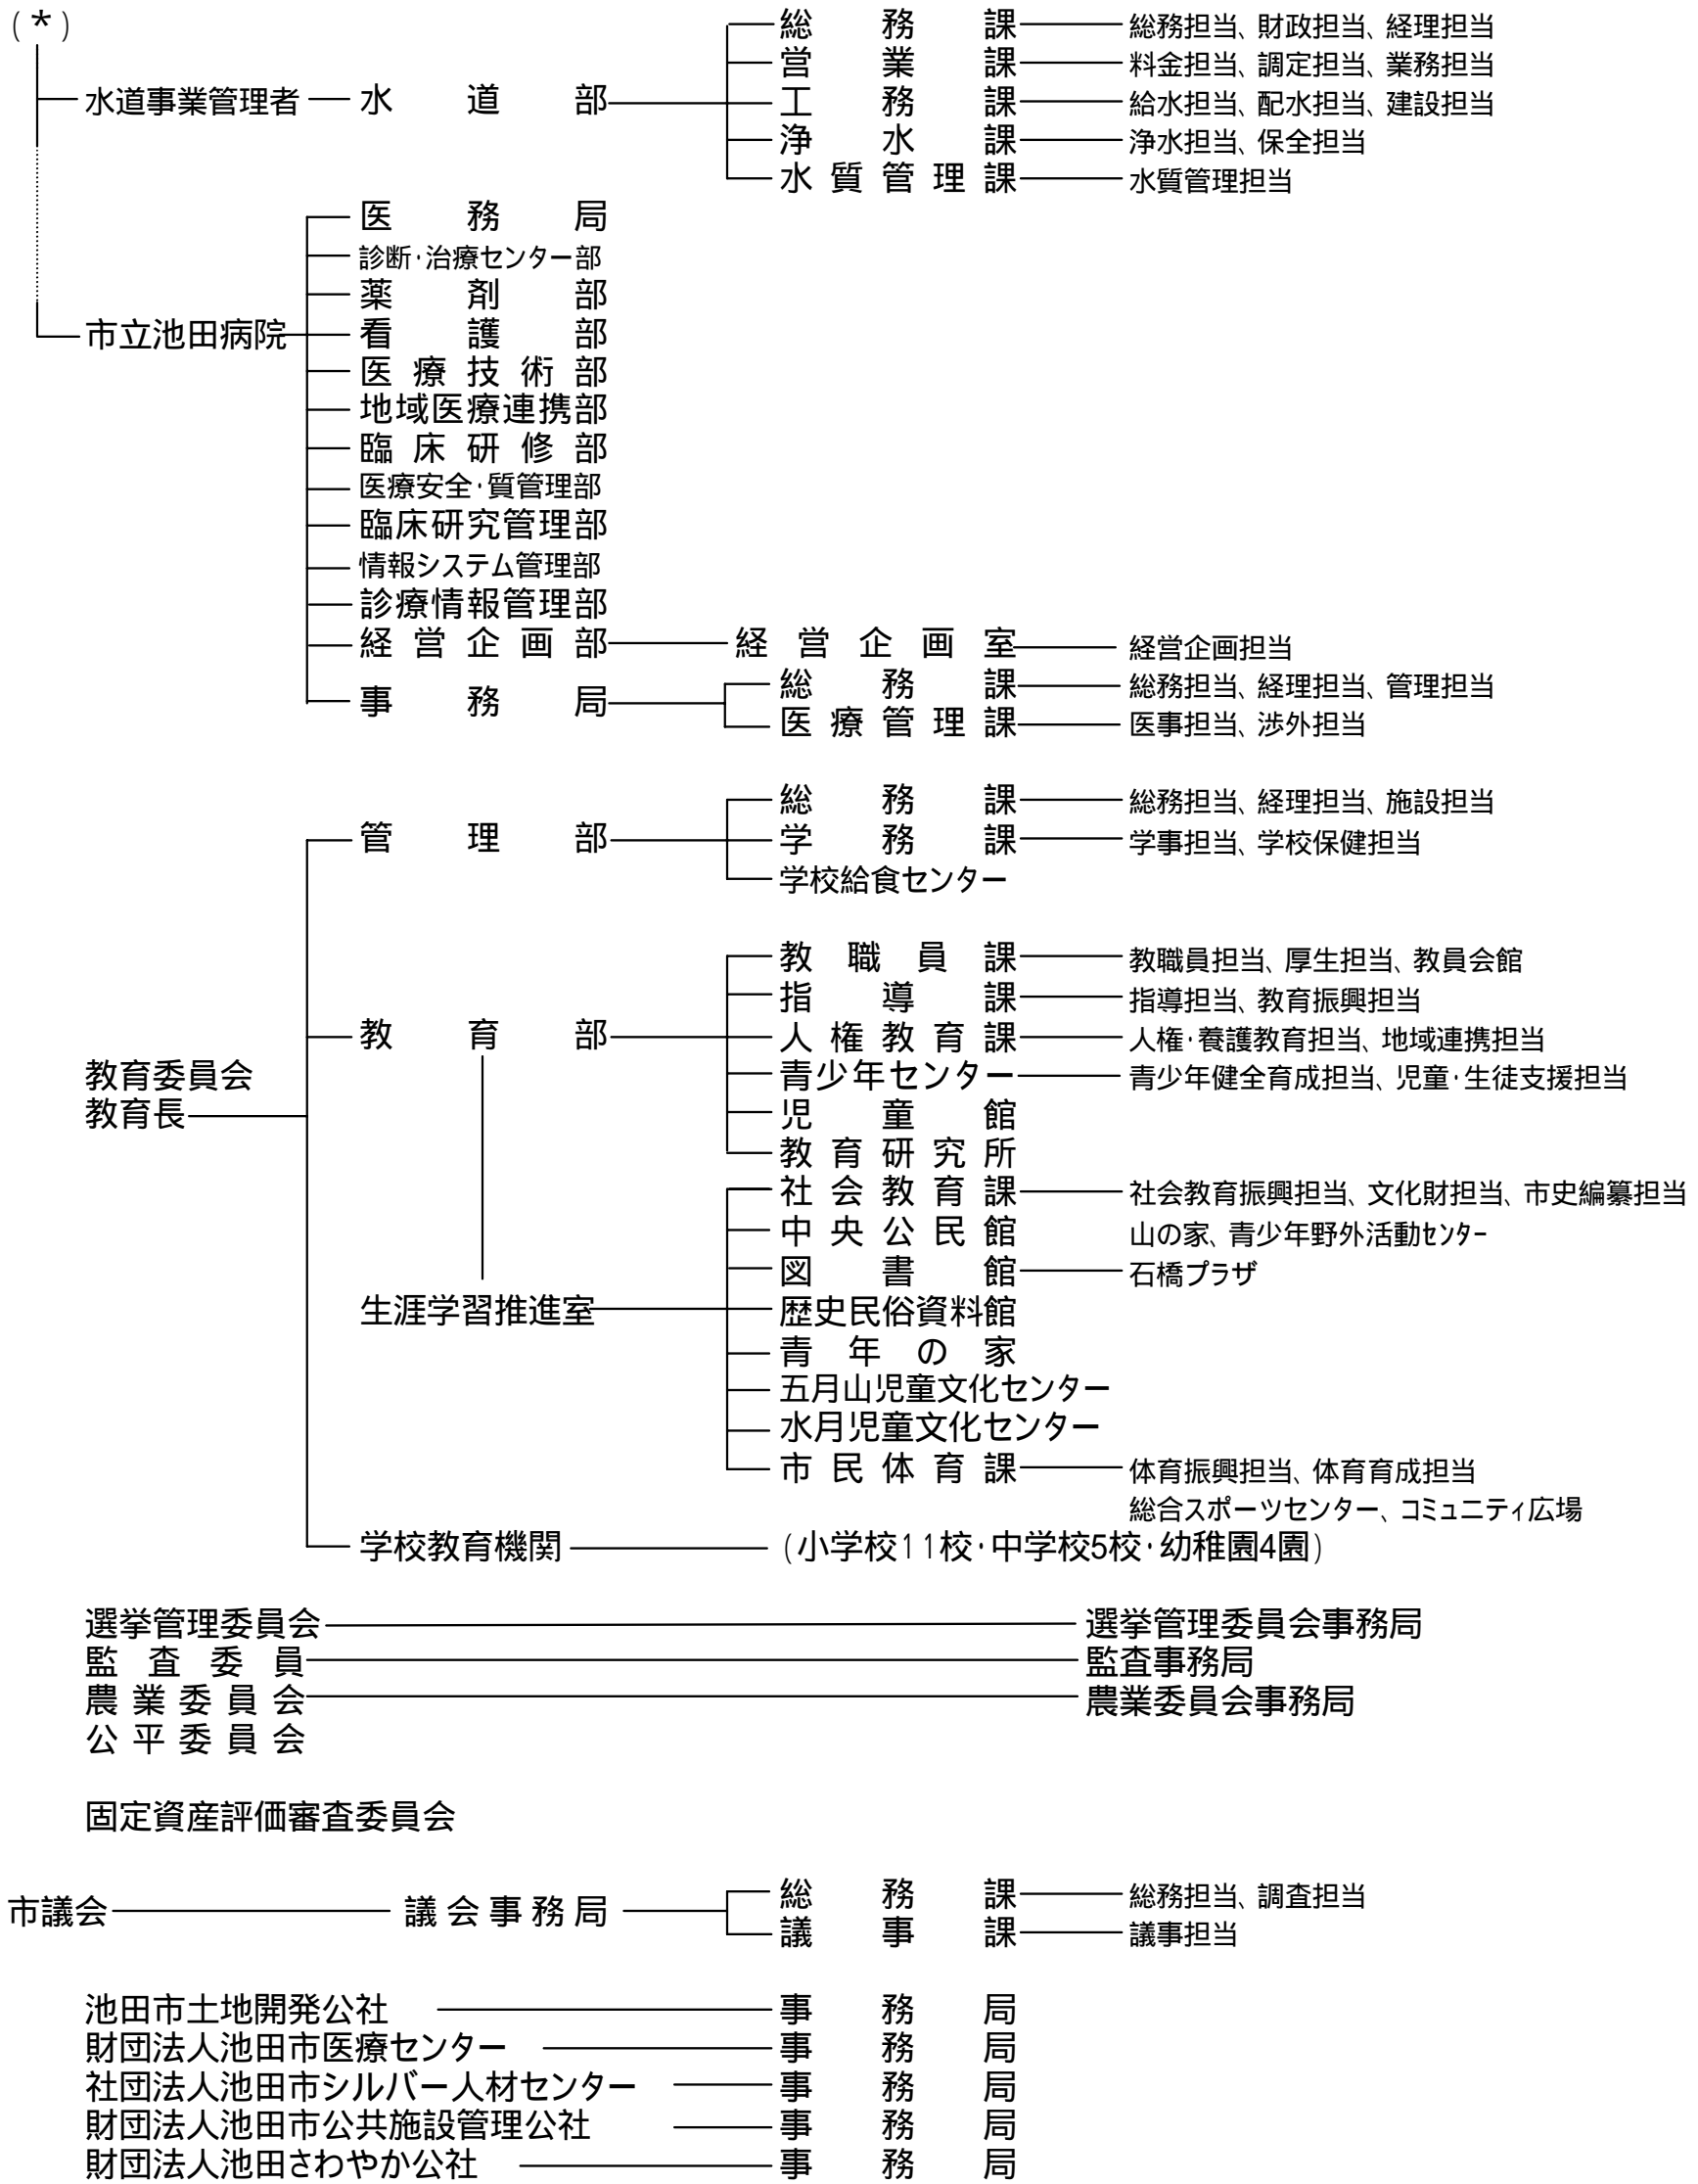 (*)
総務課 総務担当、財政担当、経理担当
営業課 料金担当、調定担当、業務担当
水道事業管理者 水道部 工務課 給水担当、配水担当、建設担当
浄水課 浄水担当、保全担当
水質管理課 水質管理担当
医務局
診断・治療センター部
薬剤部
市立池田病院 看護部
医療技術部
地域医療連携部
臨床研修部
医療安全・質管理部
臨床研究管理部
情報システム管理部
診療情報管理部
経営企画部 経営企画室 経営企画担当
総務課 総務担当、経理担当、管理担当
事務局
医療管理課 医事担当、渉外担当
総務課 総務担当、経理担当、施設担当
管理部 学務課 学事担当、学校保健担当
学校給食センター
教職員課 教職員担当、厚生担当、教員会館
指導課 指導担当、教育振興担当
教育部 人権教育課 人権・養護教育担当、地域連携担当
教育委員会 青少年センター 青少年健全育成担当、児童・生徒支援担当
教育長 児童館
教育研究所
社会教育課 社会教育振興担当、文化財担当、市史編纂担当
中央公民館 山の家、青少年野外活動センター
図書館 石橋プラザ
生涯学習推進室 歴史民俗資料館
青年の家
五月山児童文化センター
水月児童文化センター
市民体育課 体育振興担当、体育育成担当
総合スポーツセンター、コミュニティ広場
学校教育機関 (小学校11校・中学校5校・幼稚園4園)
選挙管理委員会 選挙管理委員会事務局
監査委員 監査事務局
農業委員会 農業委員会事務局
公平委員会
固定資産評価審査委員会
総務課 総務担当、調査担当
市議会 議会事務局
議事課 議事担当
池田市土地開発公社 事務局
財団法人池田市医療センター 事務局
社団法人池田市シルバー人材センター 事務局
財団法人池田市公共施設管理公社 事務局
財団法人池田さわやか公社 事務局